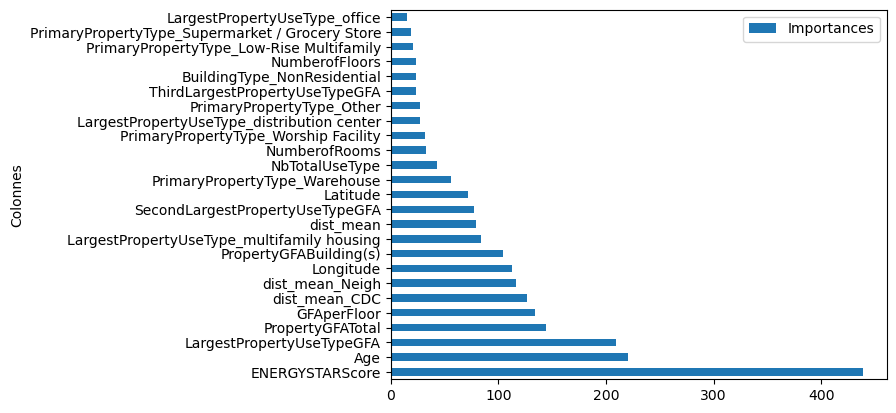 Importances
Colonnes
LargestPropertyUseType_office
PrimaryPropertyType_Supermarket / Grocery Store
PrimaryPropertyType_Low-Rise Multifamily
NumberofFloors
BuildingType_NonResidential
ThirdLargestPropertyUseTypeGFA
PrimaryPropertyType_Other
LargestPropertyUseType_distribution center
PrimaryPropertyType_Worship Facility
NumberofRooms
NbTotalUseType
PrimaryPropertyType_Warehouse
Latitude
SecondLargestPropertyUseTypeGFA
dist_mean
LargestPropertyUseType_multifamily housing
PropertyGFABuilding(s)
Longitude
dist_mean_Neigh
dist_mean_CDC
GFAperFloor
PropertyGFATotal
LargestPropertyUseTypeGFA
Age
ENERGYSTARScore
0 100 200 300 400